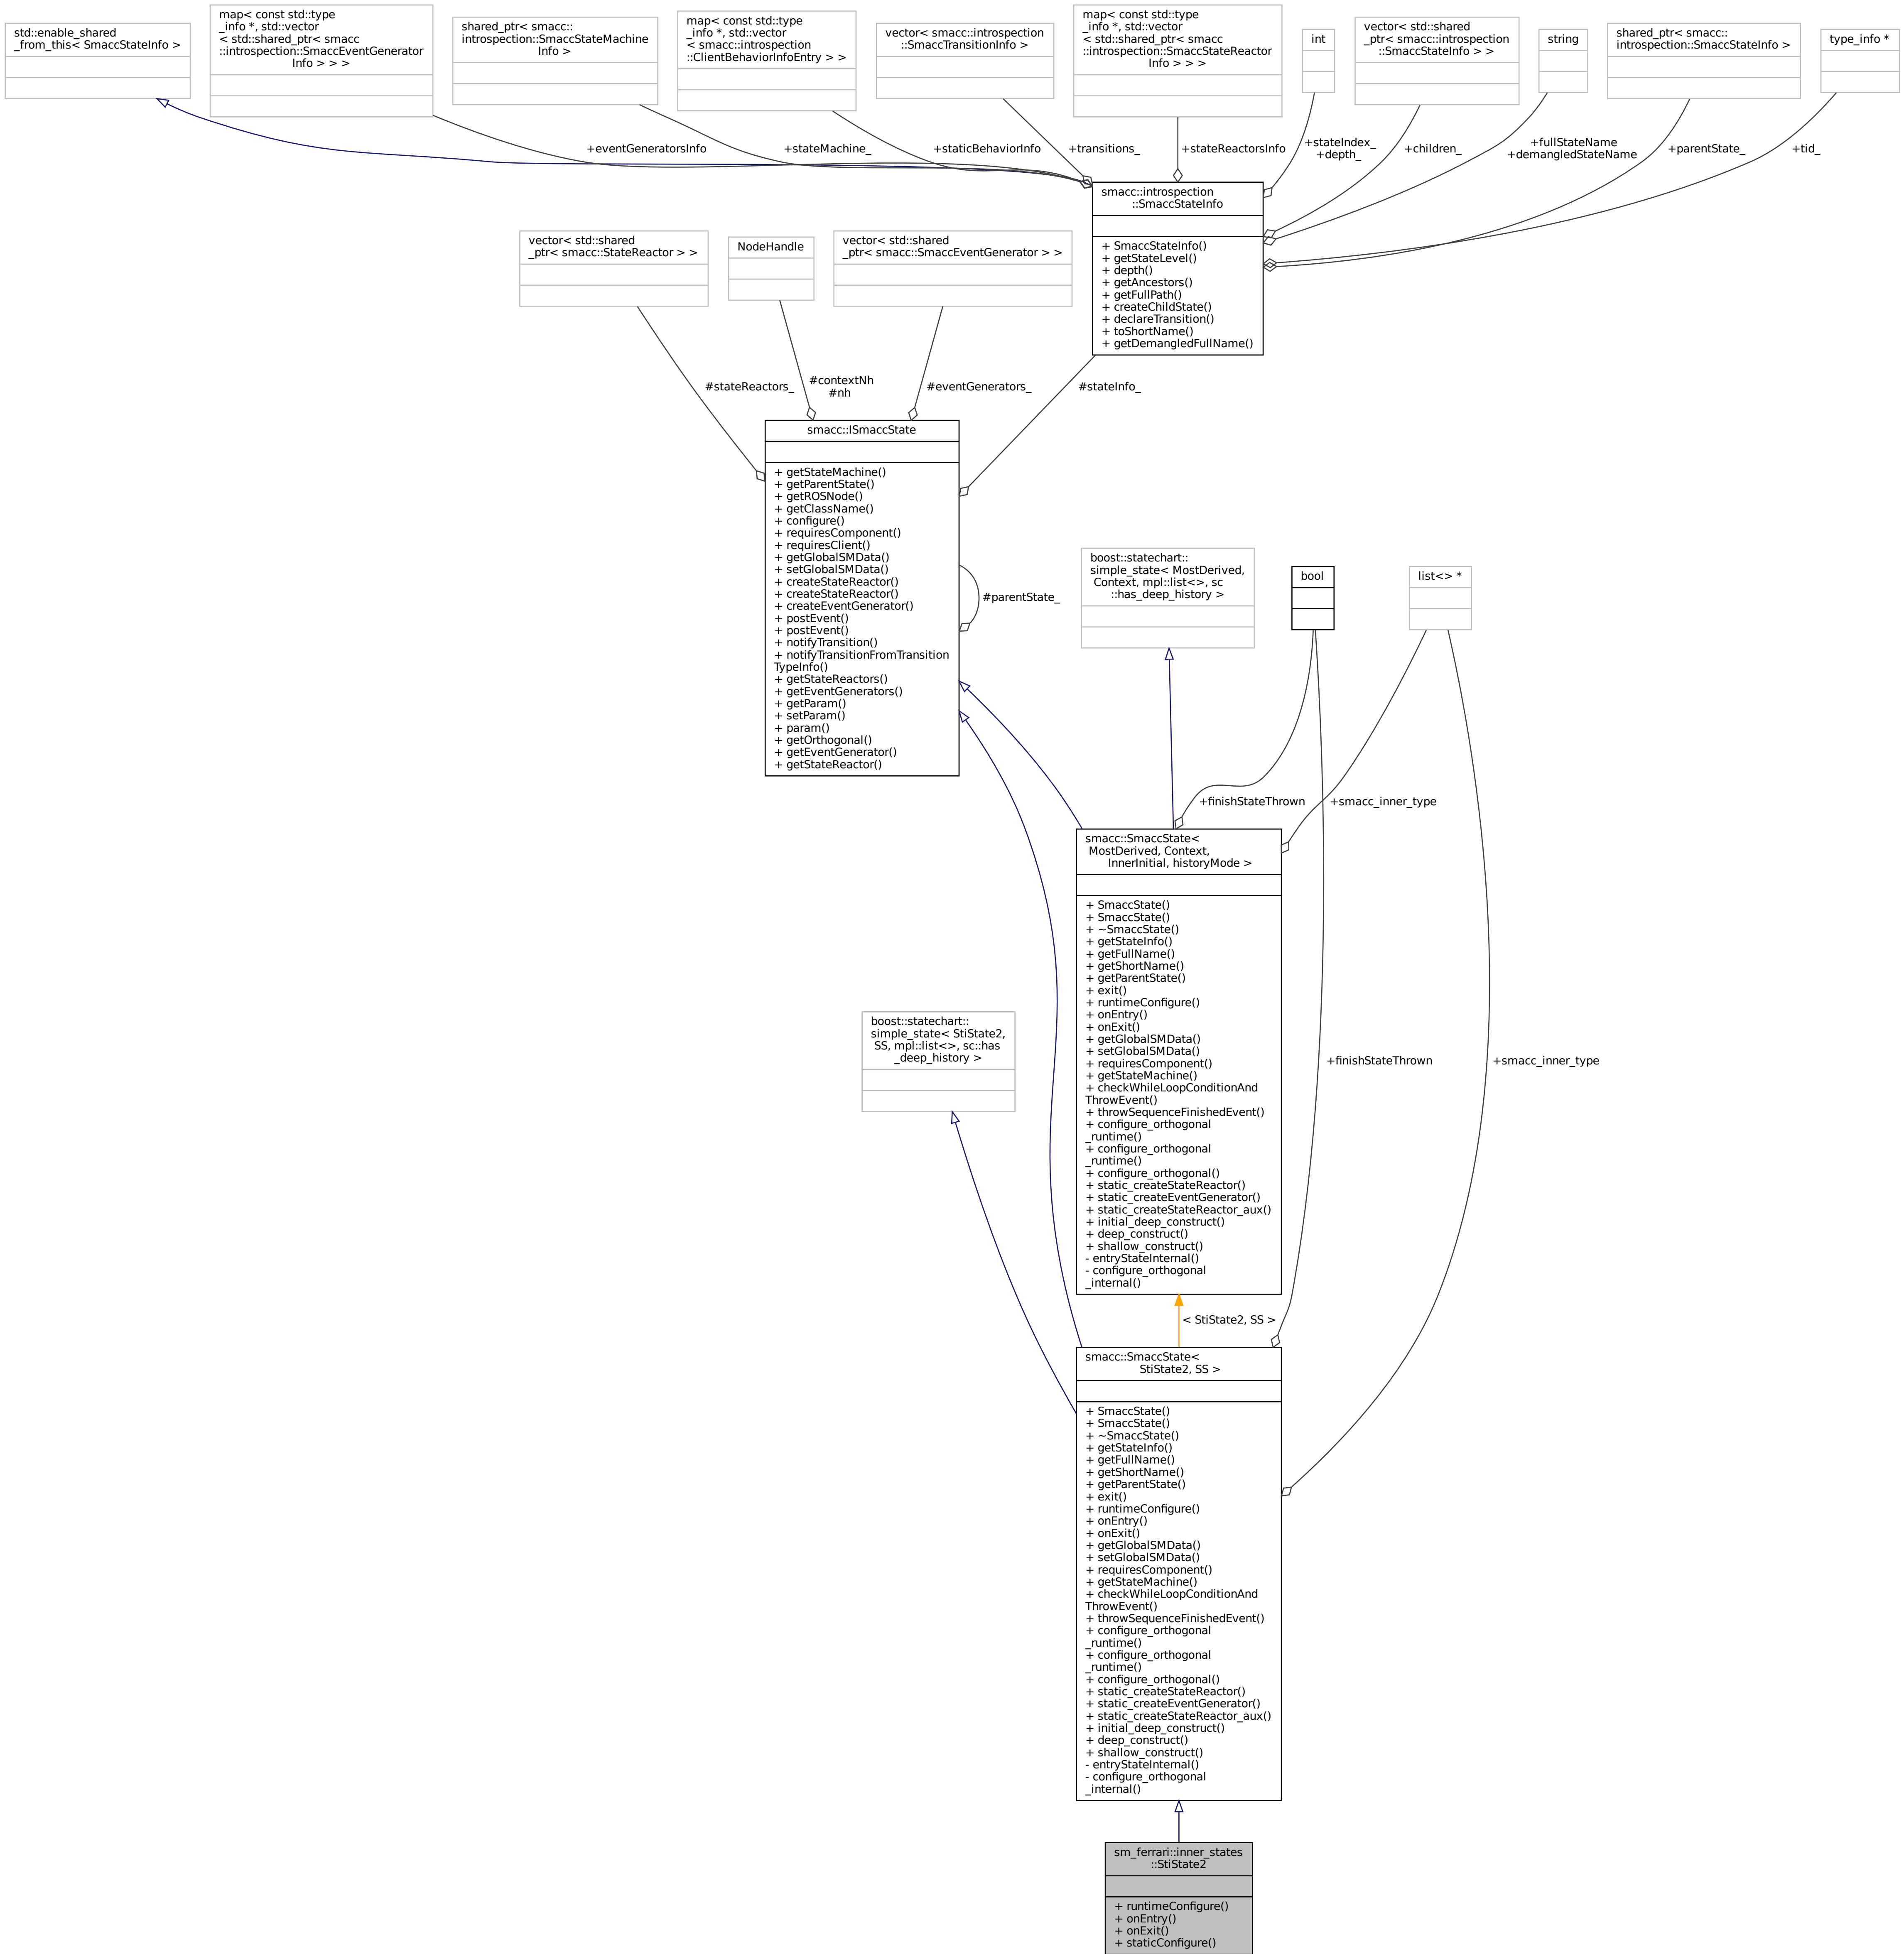 std::enable_shared
_from_this< SmaccStateInfo >
map< const std::type
_info *, std::vector
< std::shared_ptr< smacc
::introspection::SmaccEventGenerator
Info > > >
shared_ptr< smacc::
introspection::SmaccStateMachine
Info >
map< const std::type
_info *, std::vector
< smacc::introspection
::ClientBehaviorInfoEntry > >
vector< smacc::introspection
::SmaccTransitionInfo >
map< const std::type
_info *, std::vector
< std::shared_ptr< smacc
::introspection::SmaccStateReactor
Info > > >
int
vector< std::shared
_ptr< smacc::introspection
::SmaccStateInfo > >
string
shared_ptr< smacc::
introspection::SmaccStateInfo >
type_info *
+eventGeneratorsInfo
+stateMachine_
+staticBehaviorInfo
+transitions_
+stateReactorsInfo
+stateIndex_
+depth_
+children_
+fullStateName
+demangledStateName
+parentState_
+tid_
smacc::introspection
::SmaccStateInfo
+ SmaccStateInfo()
+ getStateLevel()
+ depth()
+ getAncestors()
+ getFullPath()
+ createChildState()
+ declareTransition()
+ toShortName()
+ getDemangledFullName()
vector< std::shared
_ptr< smacc::StateReactor > >
NodeHandle
vector< std::shared
_ptr< smacc::SmaccEventGenerator > >
#stateReactors_
#contextNh
#nh
#eventGenerators_
#stateInfo_
smacc::ISmaccState
+ getStateMachine()
+ getParentState()
+ getROSNode()
+ getClassName()
+ configure()
+ requiresComponent()
+ requiresClient()
+ getGlobalSMData()
+ setGlobalSMData()
+ createStateReactor()
+ createStateReactor()
+ createEventGenerator()
+ postEvent()
+ postEvent()
+ notifyTransition()
+ notifyTransitionFromTransition
TypeInfo()
+ getStateReactors()
+ getEventGenerators()
+ getParam()
+ setParam()
+ param()
+ getOrthogonal()
+ getEventGenerator()
+ getStateReactor()
#parentState_
boost::statechart::
simple_state< MostDerived,
Context, mpl::list<>, sc
::has_deep_history >
bool
list<> *
+finishStateThrown
+smacc_inner_type
smacc::SmaccState<
MostDerived, Context,
InnerInitial, historyMode >
+ SmaccState()
+ SmaccState()
+ ~SmaccState()
+ getStateInfo()
+ getFullName()
+ getShortName()
+ getParentState()
+ exit()
+ runtimeConfigure()
+ onEntry()
+ onExit()
+ getGlobalSMData()
+ setGlobalSMData()
+ requiresComponent()
+ getStateMachine()
+ checkWhileLoopConditionAnd
ThrowEvent()
+ throwSequenceFinishedEvent()
+ configure_orthogonal
_runtime()
+ configure_orthogonal
_runtime()
+ configure_orthogonal()
+ static_createStateReactor()
+ static_createEventGenerator()
+ static_createStateReactor_aux()
+ initial_deep_construct()
+ deep_construct()
+ shallow_construct()
- entryStateInternal()
- configure_orthogonal
_internal()
boost::statechart::
simple_state< StiState2,
SS, mpl::list<>, sc::has
_deep_history >
+finishStateThrown
+smacc_inner_type
< StiState2, SS >
smacc::SmaccState<
StiState2, SS >
+ SmaccState()
+ SmaccState()
+ ~SmaccState()
+ getStateInfo()
+ getFullName()
+ getShortName()
+ getParentState()
+ exit()
+ runtimeConfigure()
+ onEntry()
+ onExit()
+ getGlobalSMData()
+ setGlobalSMData()
+ requiresComponent()
+ getStateMachine()
+ checkWhileLoopConditionAnd
ThrowEvent()
+ throwSequenceFinishedEvent()
+ configure_orthogonal
_runtime()
+ configure_orthogonal
_runtime()
+ configure_orthogonal()
+ static_createStateReactor()
+ static_createEventGenerator()
+ static_createStateReactor_aux()
+ initial_deep_construct()
+ deep_construct()
+ shallow_construct()
- entryStateInternal()
- configure_orthogonal
_internal()
sm_ferrari::inner_states
::StiState2
+ runtimeConfigure()
+ onEntry()
+ onExit()
+ staticConfigure()